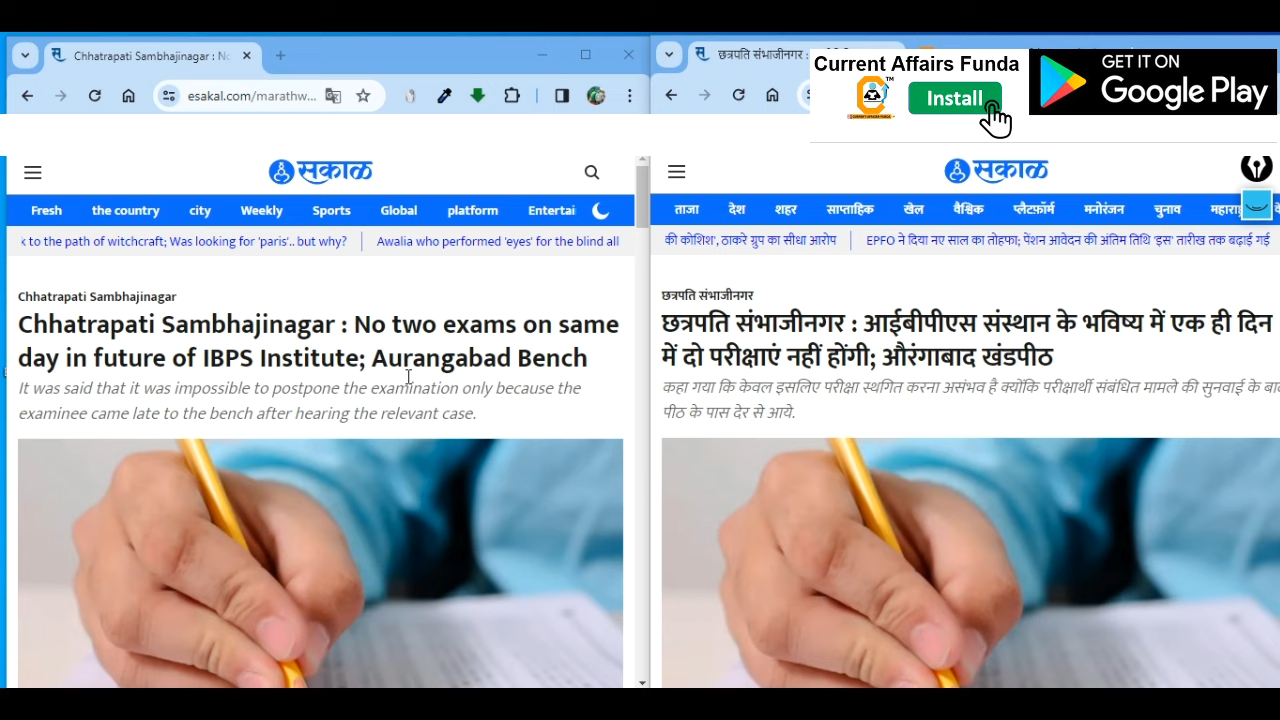 Chhatrapati Sambhajinagar : No
esakal.com/marathw...
छत्रपति संभाजीनगर :
Current Affairs Funda
Install
GET IT ON
Google Play
सकाळ
Fresh the country city Weekly Sports Global platform Entertai
k to the path of witchcraft; Was looking for 'paris'.. but why? Awalia who performed 'eyes' for the blind all
Chhatrapati Sambhajinagar
Chhatrapati Sambhajinagar : No two exams on same
day in future of IBPS Institute; Aurangabad Bench
It was said that it was impossible to postpone the examination only because the
examinee came late to the bench after hearing the relevant case.
सकाळ
ताजा देश शहर साप्ताहिक खेल वैश्विक प्लैटफ़ॉर्म मनोरंजन चुनाव
की कोशिश', ठाकरे ग्रुप का सीधा आरोप EPFO ने दिया नए साल का तोहफा; पेंशन आवेदन की अंतिम तिथि 'इस' तारीख तक बढ़ाई गई
छत्रपति संभाजीनगर
छत्रपति संभाजीनगर : आईबीपीएस संस्थान के भविष्य में एक ही दिन
में दो परीक्षाएं नहीं होंगी; औरंगाबाद खंडपीठ
कहा गया कि केवल इसलिए परीक्षा स्थगित करना असंभव है क्योंकि परीक्षार्थी संबंधित मामले की सुनवाई के
पीठ के पास देर से आये.